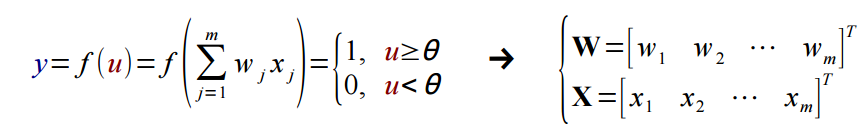 y=f(u)=f(∑_{j=1}^{m} w_j x_j)={1, u≥θ
0, u<θ
→
{W=[w_1 w_2 ⋯ w_m]^T
X=[x_1 x_2 ⋯ x_m]^T